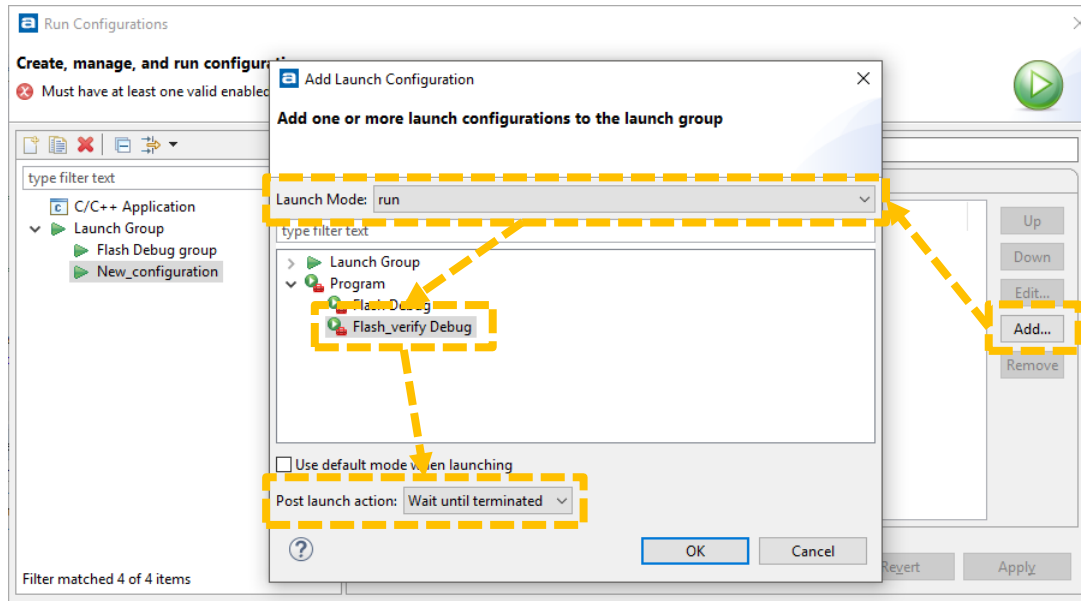 Run Configurations
Create, manage, and run
Must have at least one valid enabled
type filter text
C/C++ Application
Launch Group
Flash Debug group
New_configuration
Filter matched 4 of 4 items
Add Launch Configuration
Add one or more launch configurations to the launch group
Launch Mode: run
type filter text
Launch Group
Program
Flash Debug
Flash_verify Debug
Use default mode when launching
Post launch action: Wait until terminated
OK
Cancel
Up
Down
Edit...
Add...
Remove
Revert
Apply